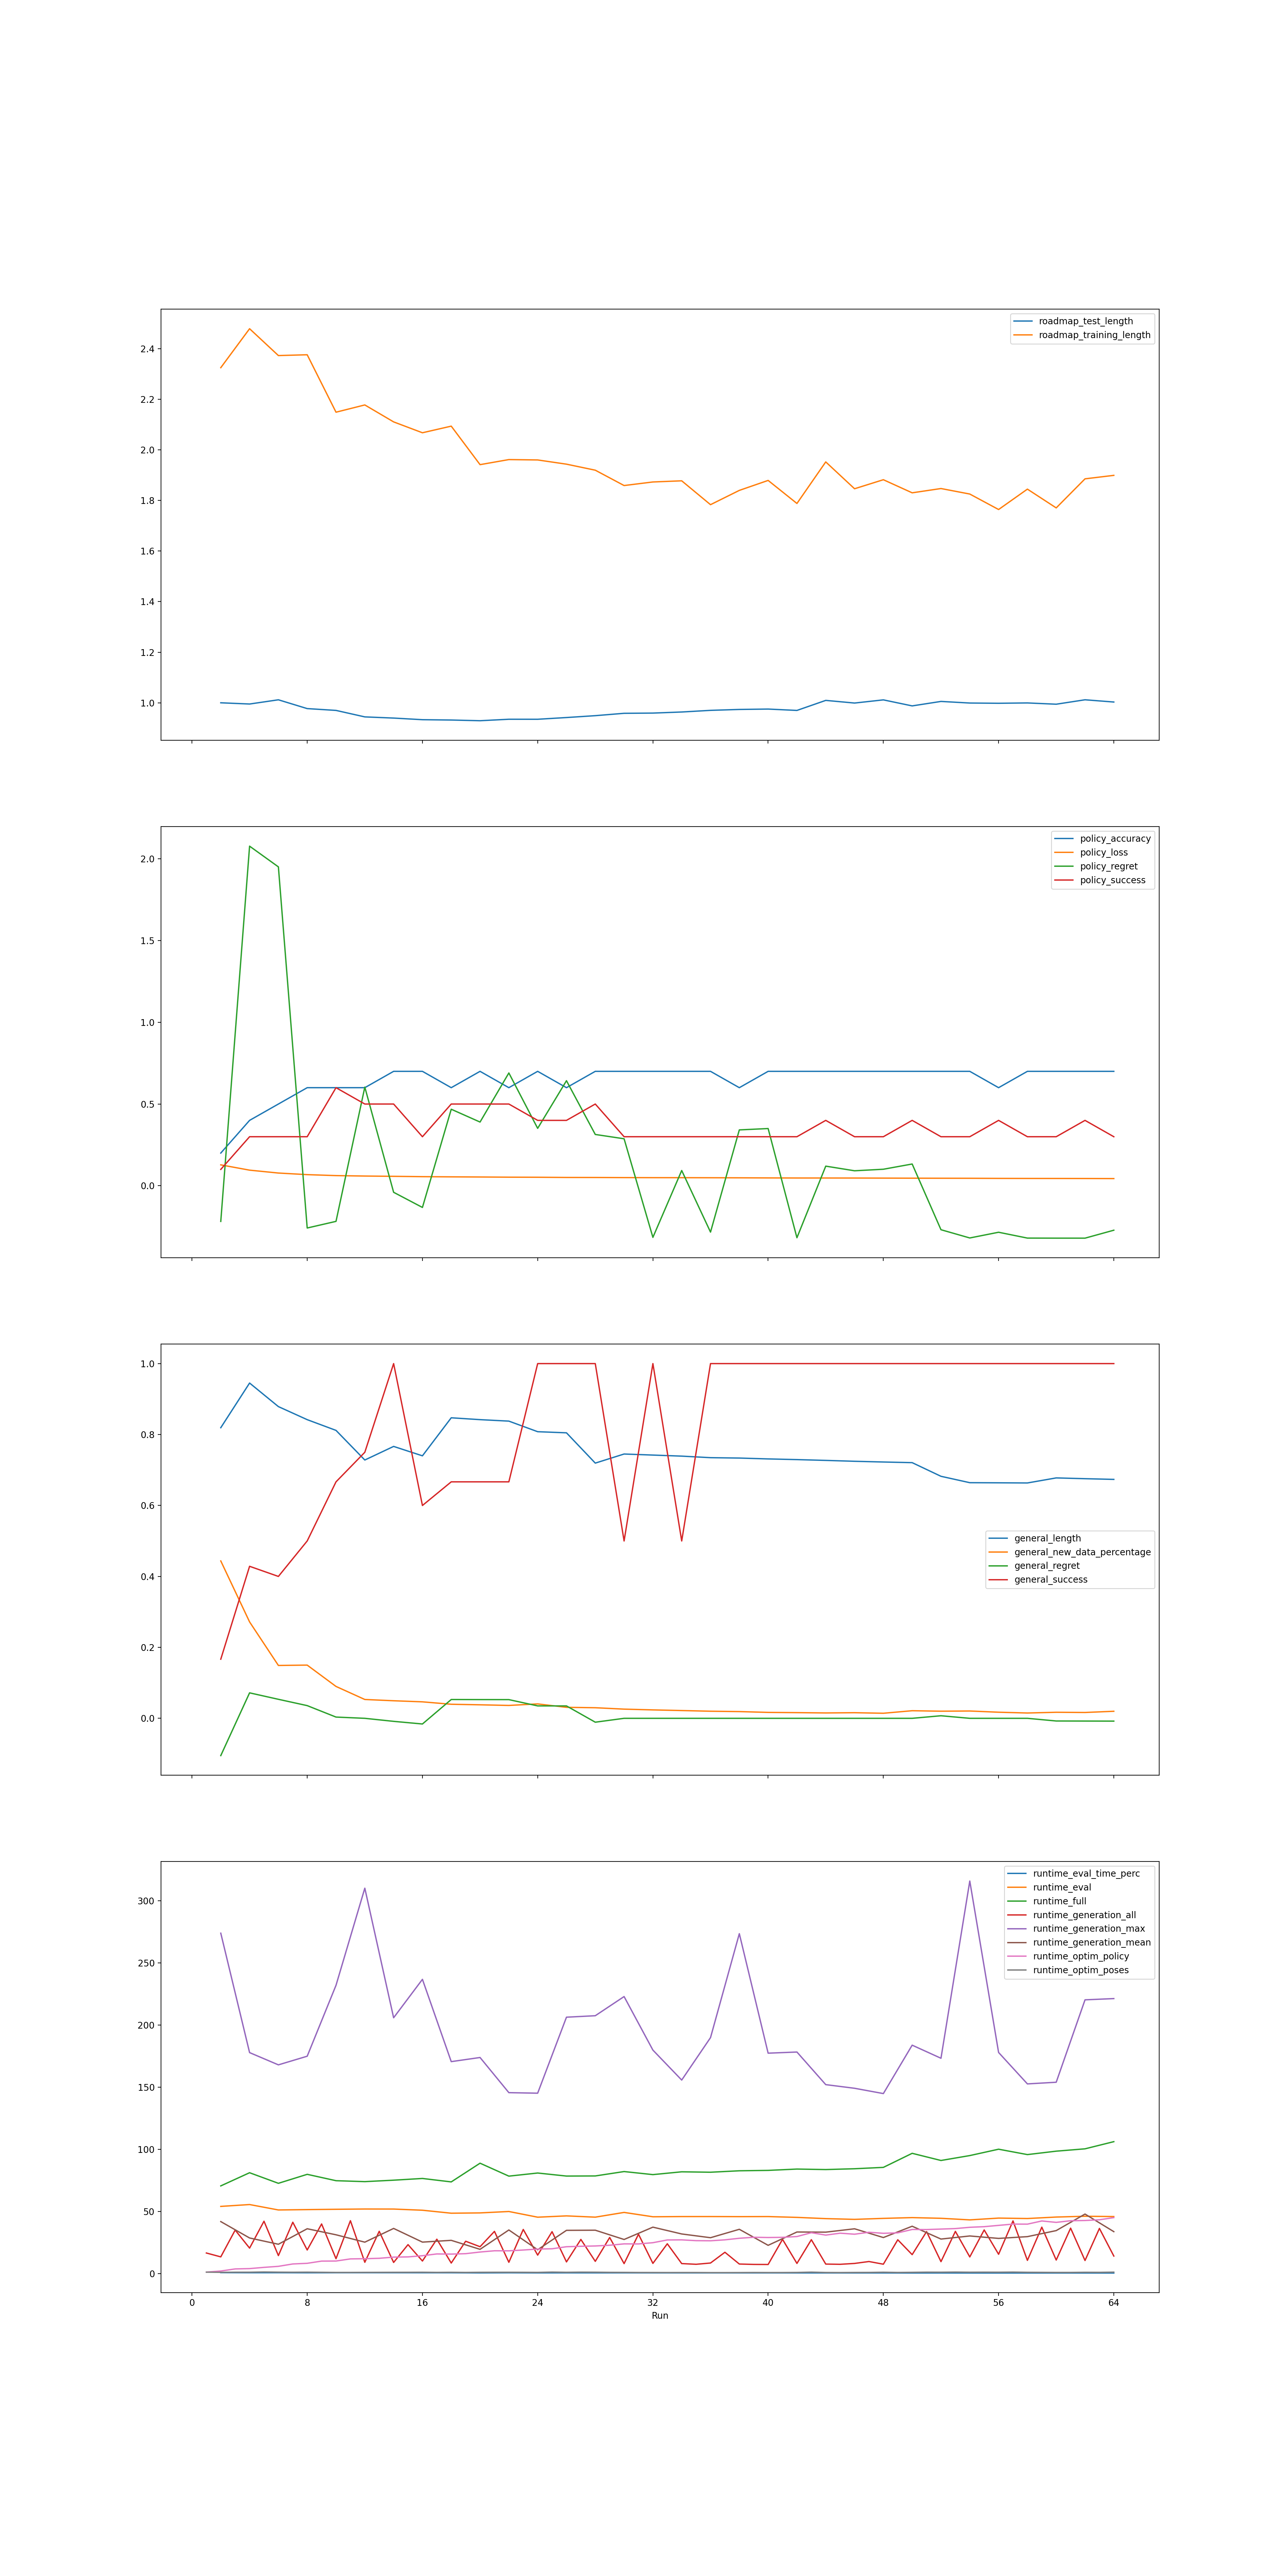 roadmap_test_length
roadmap_training_length
2.4
2.2
2.0
1.8
1.6
1.4
1.2
1.0
policy_accuracy
policy_loss
policy_regret
policy_success
2.0
1.5
1.0
0.5
0.0
1.0
0.8
0.6
0.4
0.2
0.0
general_length
general_new_data_percentage
general_regret
general_success
runtime_eval_time_perc
runtime_eval
runtime_full
runtime_generation_all
runtime_generation_max
runtime_generation_mean
runtime_optim_policy
runtime_optim_poses
300
250
200
150
100
50
0
0 8 16 24 32 40 48 56 64
Run